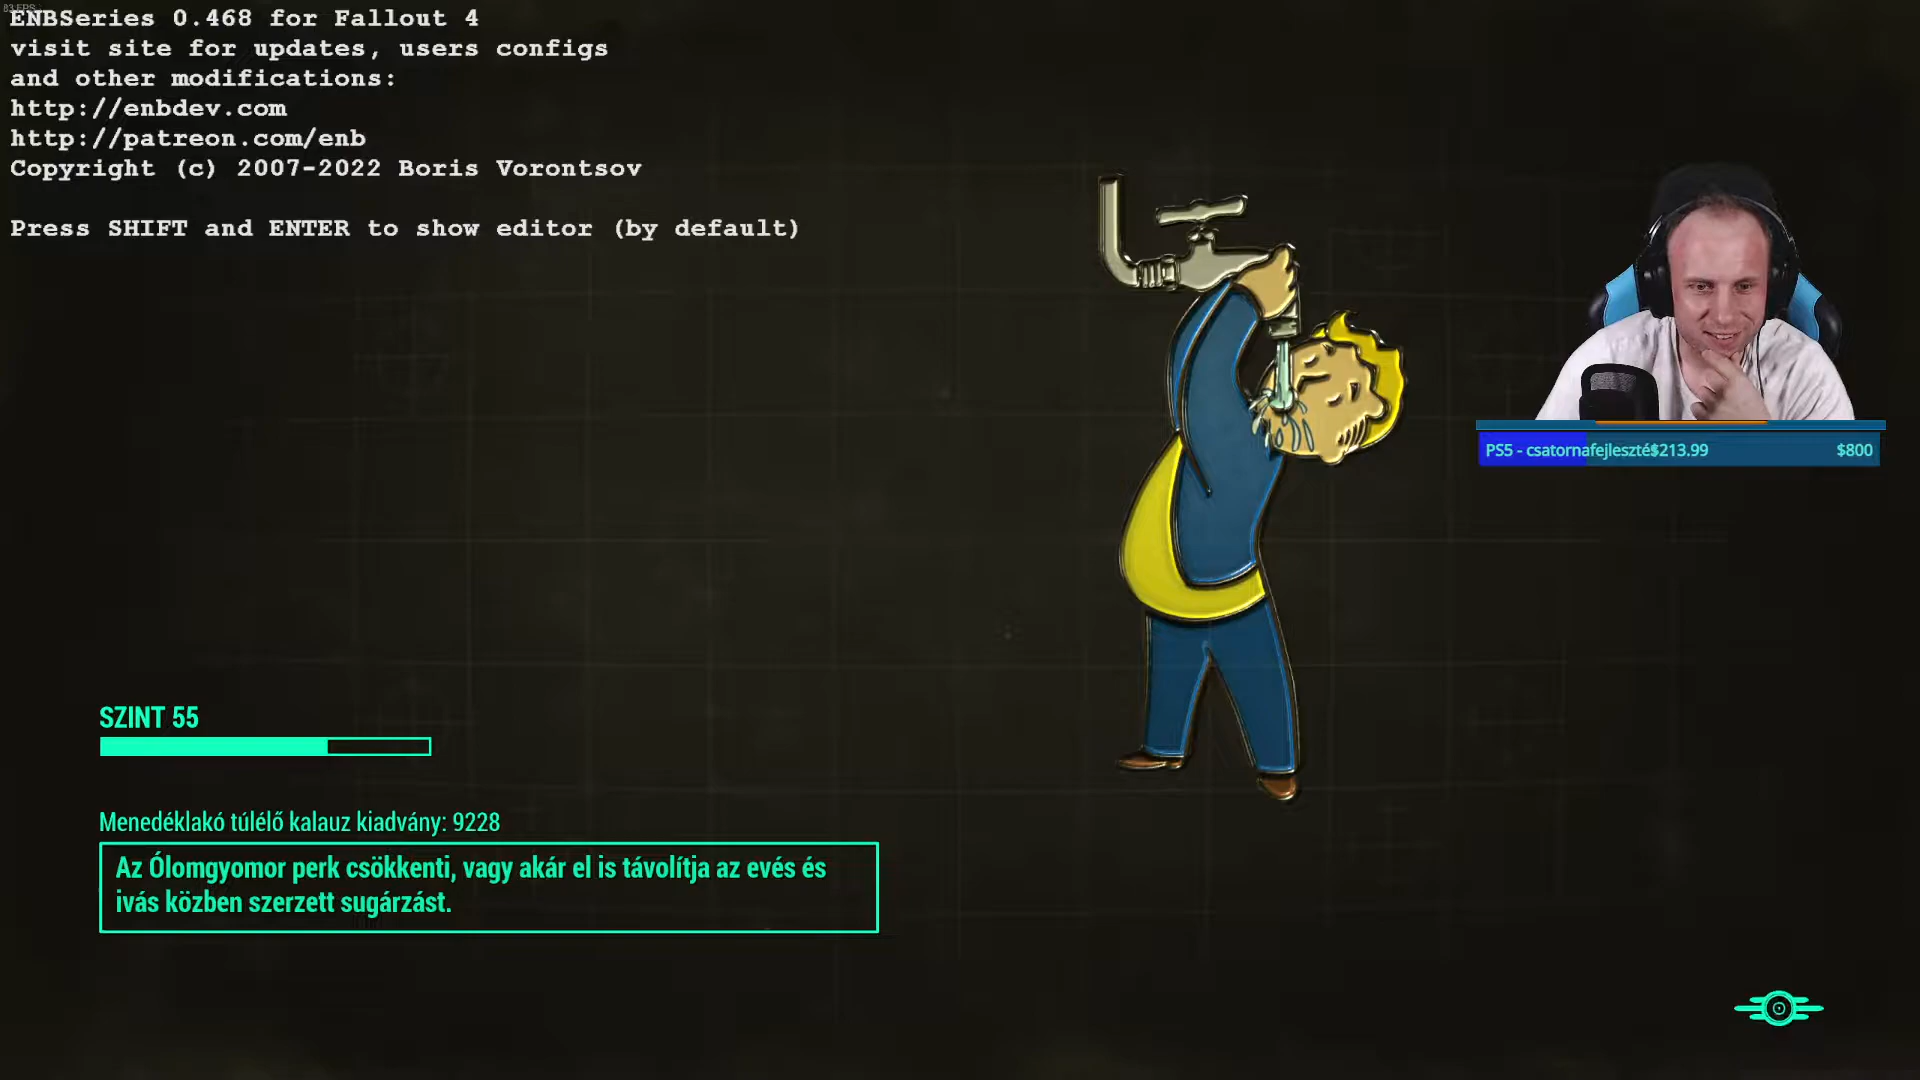 83 FPS
ENBSeries 0.468 for Fallout 4
visit site for updates, users configs
and other modifications:
http://enbdev.com
http://patreon.com/enb
Copyright (c) 2007-2022 Boris Vorontsov
Press SHIFT and ENTER to show editor (by default)
PS5 - csatornafejlesztés $213.99 $800
SZINT 55
Menedéklakó túlélő kalauz kiadvány: 9228
Az Ólomgyomor perk csökkenti, vagy akár el is távolítja az evés és
ivás közben szerzett sugárzást.